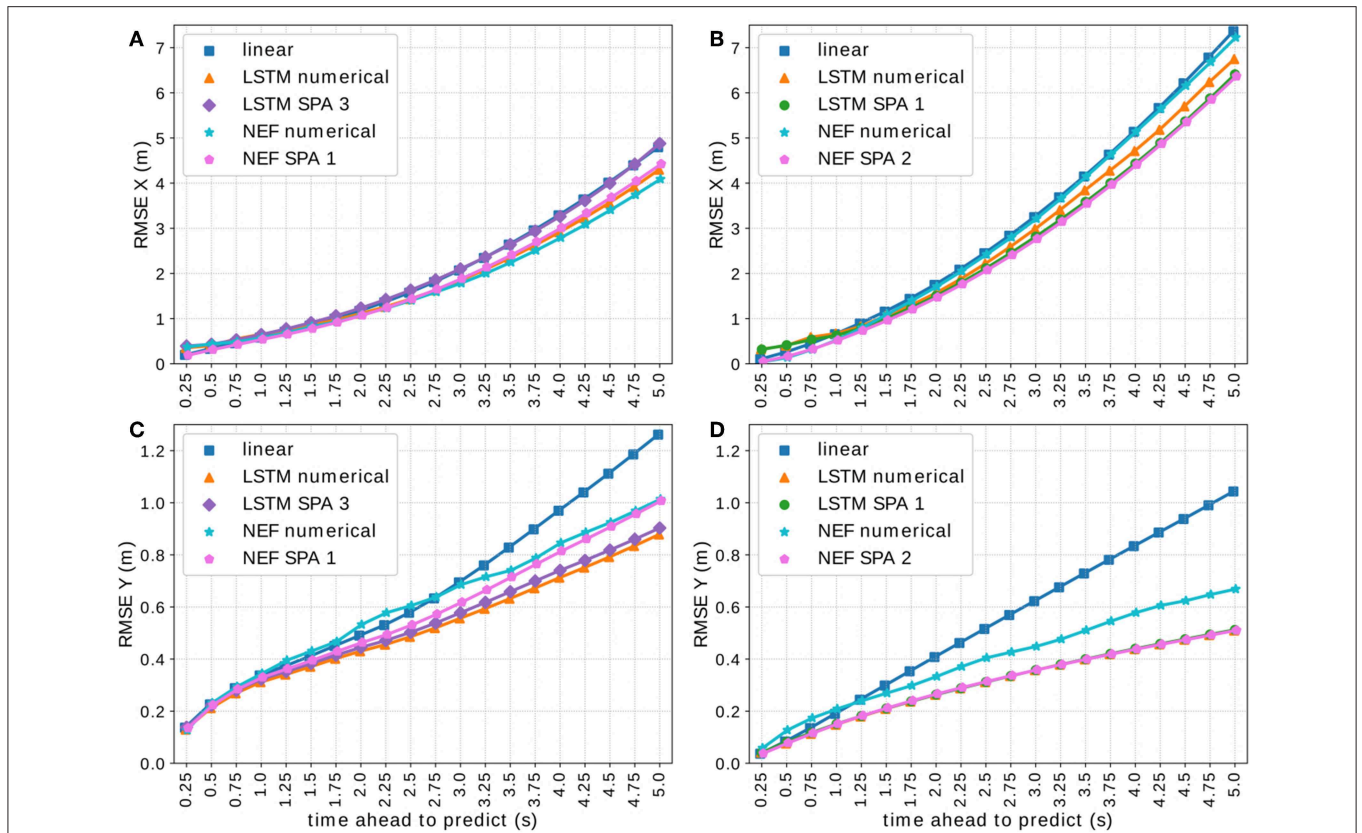 A
linear
LSTM numerical
LSTM SPA 3
NEF numerical
NEF SPA 1
RMSE X (m)
7
6
5
4
3
2
1
0
0.25 0.5 0.75 1.0 1.25 1.5 1.75 2.0 2.25 2.5 2.75 3.0 3.25 3.5 3.75 4.0 4.25 4.5 4.75 5.0
B
linear
LSTM numerical
LSTM SPA 1
NEF numerical
NEF SPA 2
RMSE X (m)
7
6
5
4
3
2
1
0
0.25 0.5 0.75 1.0 1.25 1.5 1.75 2.0 2.25 2.5 2.75 3.0 3.25 3.5 3.75 4.0 4.25 4.5 4.75 5.0
C
linear
LSTM numerical
LSTM SPA 3
NEF numerical
NEF SPA 1
RMSE Y (m)
1.2
1.0
0.8
0.6
0.4
0.2
0.0
0.25 0.5 0.75 1.0 1.25 1.5 1.75 2.0 2.25 2.5 2.75 3.0 3.25 3.5 3.75 4.0 4.25 4.5 4.75 5.0
time ahead to predict (s)
D
linear
LSTM numerical
LSTM SPA 1
NEF numerical
NEF SPA 2
RMSE Y (m)
1.2
1.0
0.8
0.6
0.4
0.2
0.0
0.25 0.5 0.75 1.0 1.25 1.5 1.75 2.0 2.25 2.5 2.75 3.0 3.25 3.5 3.75 4.0 4.25 4.5 4.75 5.0
time ahead to predict (s)